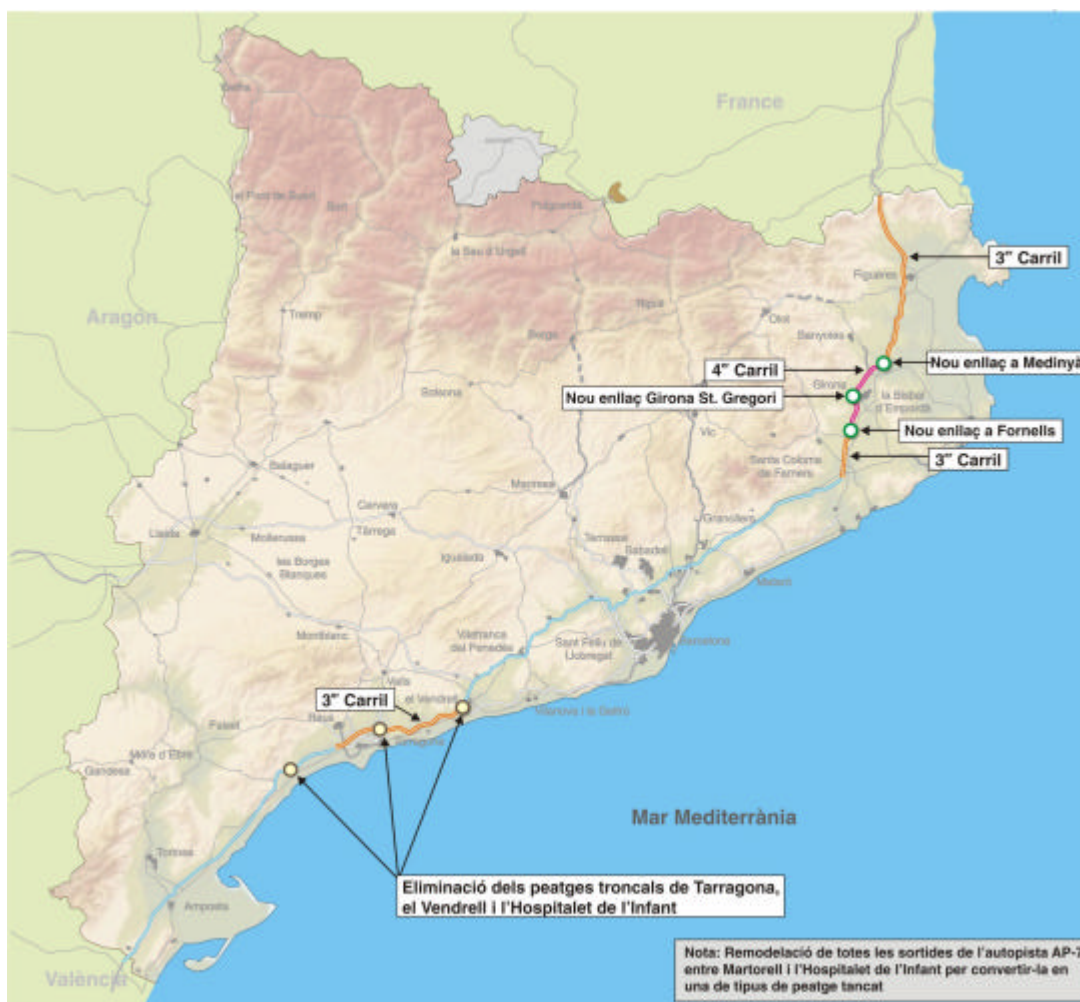 France
Vielha
el Pont de Suert
Sort
Puigcerdà
la Seu d'Urgell
3er Carril
Figueres
Aragón
Tremp
Ripoll
Olot
Berga
Banyoles
Nou enllaç a Medinyà
4rt Carril
Girona
Nou enllaç Girona St. Gregori
la Bisbal
d'Empordà
Solsona
Vic
Nou enllaç a Fornells
Santa Coloma
de Farners
3er Carril
Balaguer
Manresa
Cervera
Granollers
Lleida
Mollerussa
Tàrrega
Terrassa
Igualada
Sabadell
les Borges
Blanques
Mataró
Montblanc
Vilafranca
del Penedès
Sant Feliu de
Llobregat
Barcelona
Valls
3er Carril
el Vendrell
Vilanova i la Geltrú
Falset
Reus
Tarragona
Móra d'Ebre
Gandesa
Mar Mediterrània
Tortosa
Eliminació dels peatges troncals de Tarragona,
el Vendrell i l'Hospitalet de l'Infant
Amposta
València
Nota: Remodelació de totes les sortides de l'autopista AP-7
entre Martorell i l'Hospitalet de l'Infant per convertir-la en
una de tipus de peatge tancat